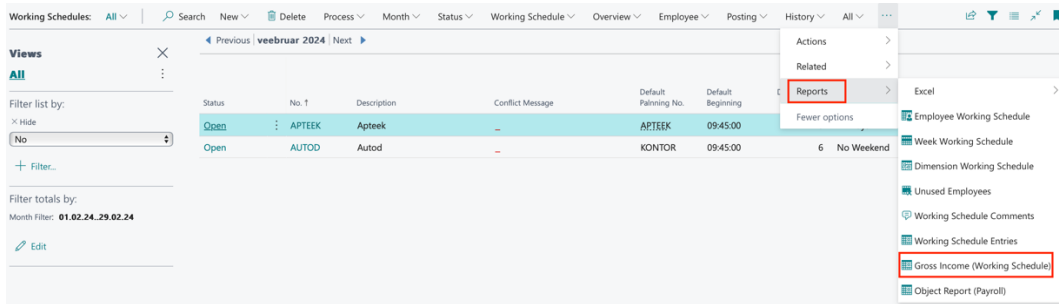 Working Schedules: All Search New Delete Process Month Status Working Schedule Overview Employee Posting History All ...
Previous veebruar 2024 Next
Views
All
Filter list by:
× Hide
No
+ Filter...
Filter totals by:
Month Filter: 01.02.24..29.02.24
Edit
Status No. ↑ Description Conflict Message Default Palnning No. Default Beginning
Open APTEEK Apteek _ APTEEK 09:45:00
Open AUTOD Autod _ KONTOR 09:45:00 6 No Weekend
Actions
Related
Reports
Fewer options
Excel
Employee Working Schedule
Week Working Schedule
Dimension Working Schedule
Unused Employees
Working Schedule Comments
Working Schedule Entries
Gross Income (Working Schedule)
Object Report (Payroll)